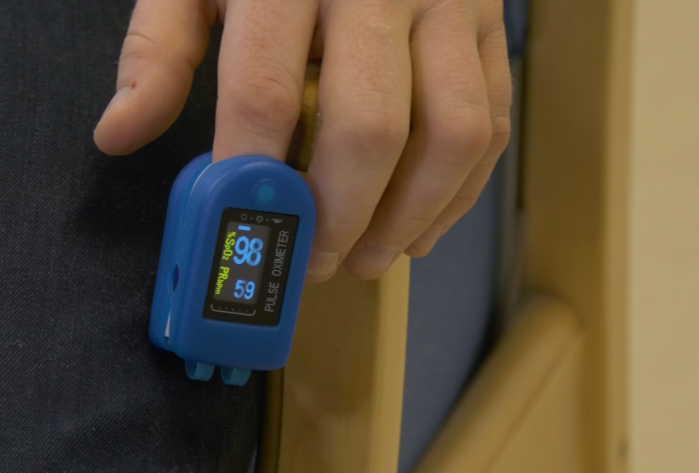 %SpO2
98
PRbpm
59
PULSE OXIMETER